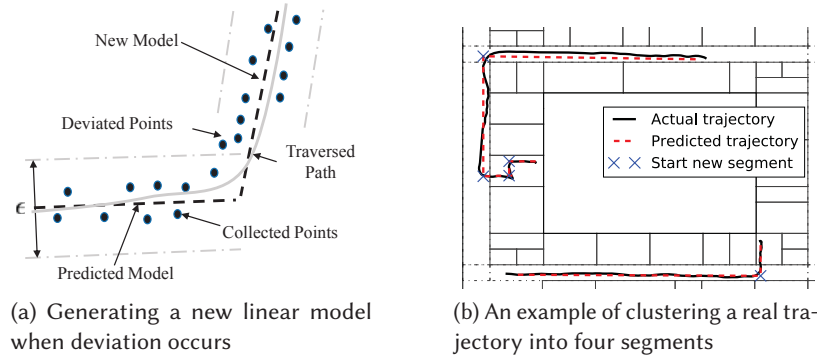 New Model
Deviated Points
Traversed
Path
ϵ
Collected Points
Predicted Model
(a) Generating a new linear model
when deviation occurs
Actual trajectory
Predicted trajectory
Start new segment
(b) An example of clustering a real tra-
jectory into four segments